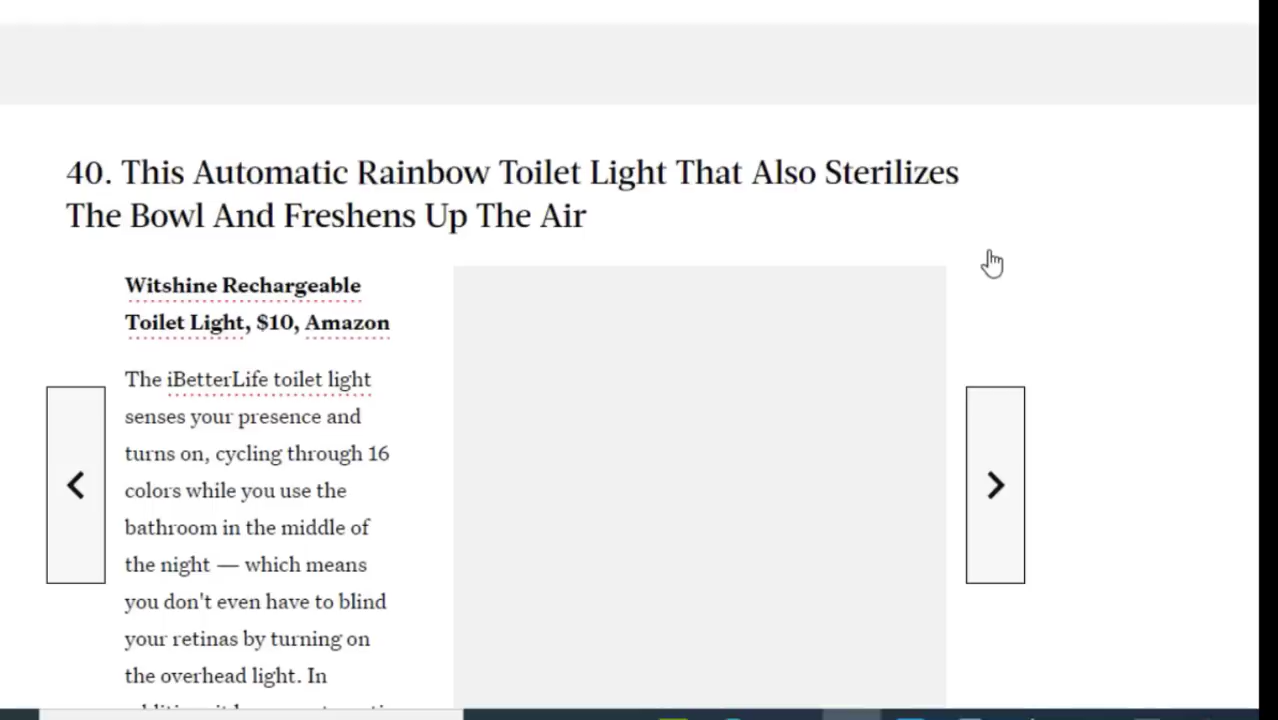 40. This Automatic Rainbow Toilet Light That Also Sterilizes
The Bowl And Freshens Up The Air
Witshine Rechargeable
Toilet Light, $10, Amazon
The iBetterLife toilet light
senses your presence and
turns on, cycling through 16
colors while you use the
bathroom in the middle of
the night — which means
you don't even have to blind
your retinas by turning on
the overhead light. In